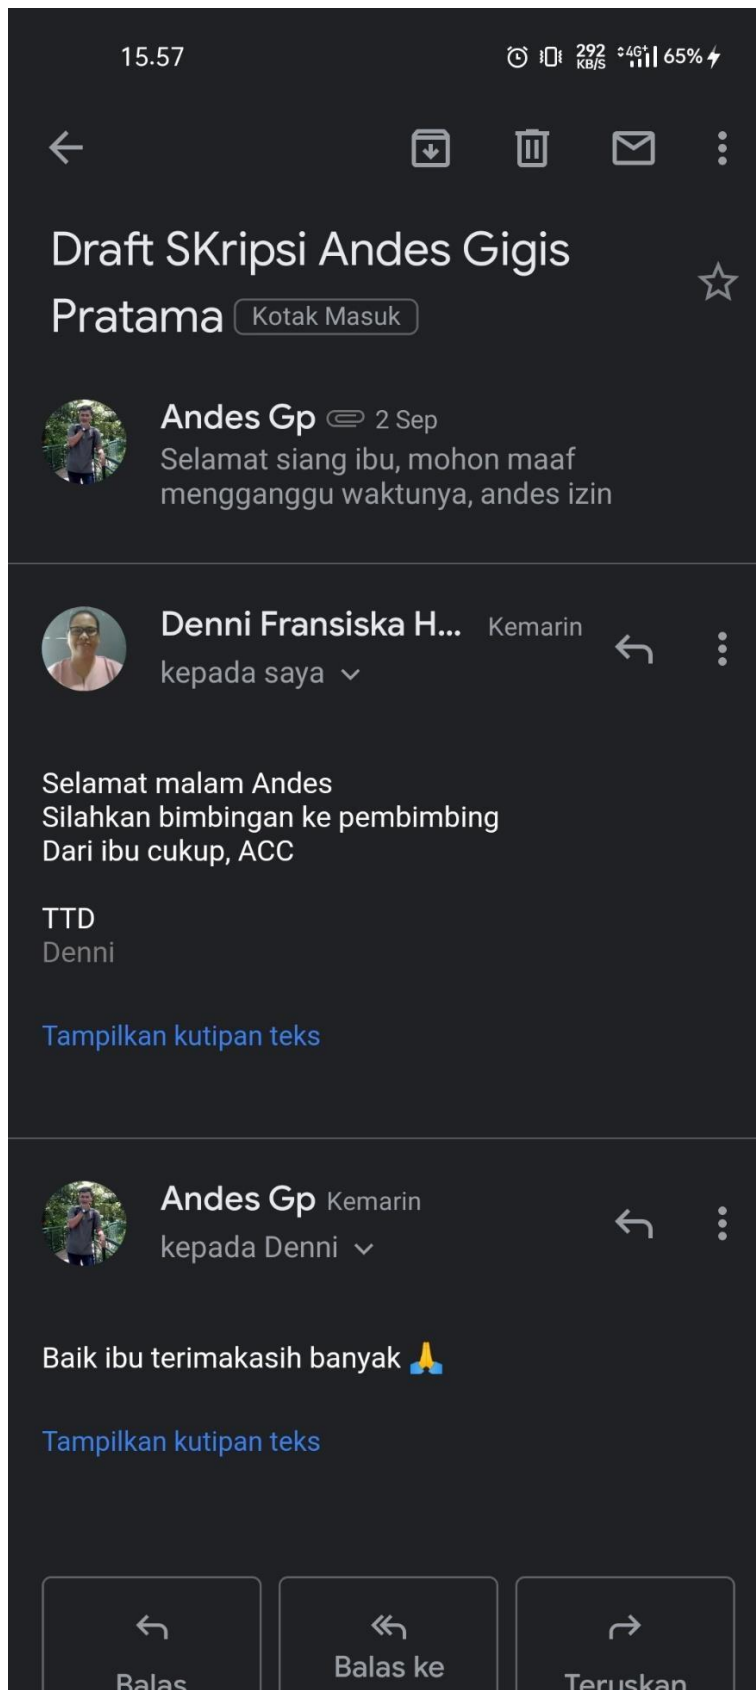 15.57
292 KB/S 4G+ 65%
Draft SKripsi Andes Gigis
Pratama Kotak Masuk
Andes Gp 2 Sep
Selamat siang ibu, mohon maaf
mengganggu waktunya, andes izin
Denni Fransiska H... Kemarin
kepada saya
Selamat malam Andes
Silahkan bimbingan ke pembimbing
Dari ibu cukup, ACC
TTD
Denni
Tampilkan kutipan teks
Andes Gp Kemarin
kepada Denni
Baik ibu terimakasih banyak 🙏
Tampilkan kutipan teks
Balas
Balas ke
Teruskan